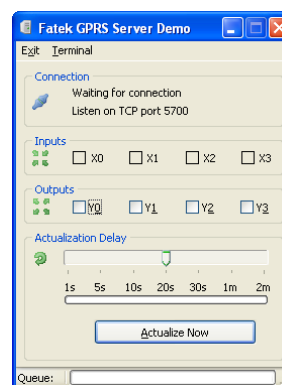 Fatek GPRS Server Demo
Exit Terminal
Connection
Waiting for connection
Listen on TCP port 5700
Inputs
X0 X1 X2 X3
Outputs
Y0 Y1 Y2 Y3
Actualization Delay
1s 5s 10s 20s 30s 1m 2m
Actualize Now
Queue: